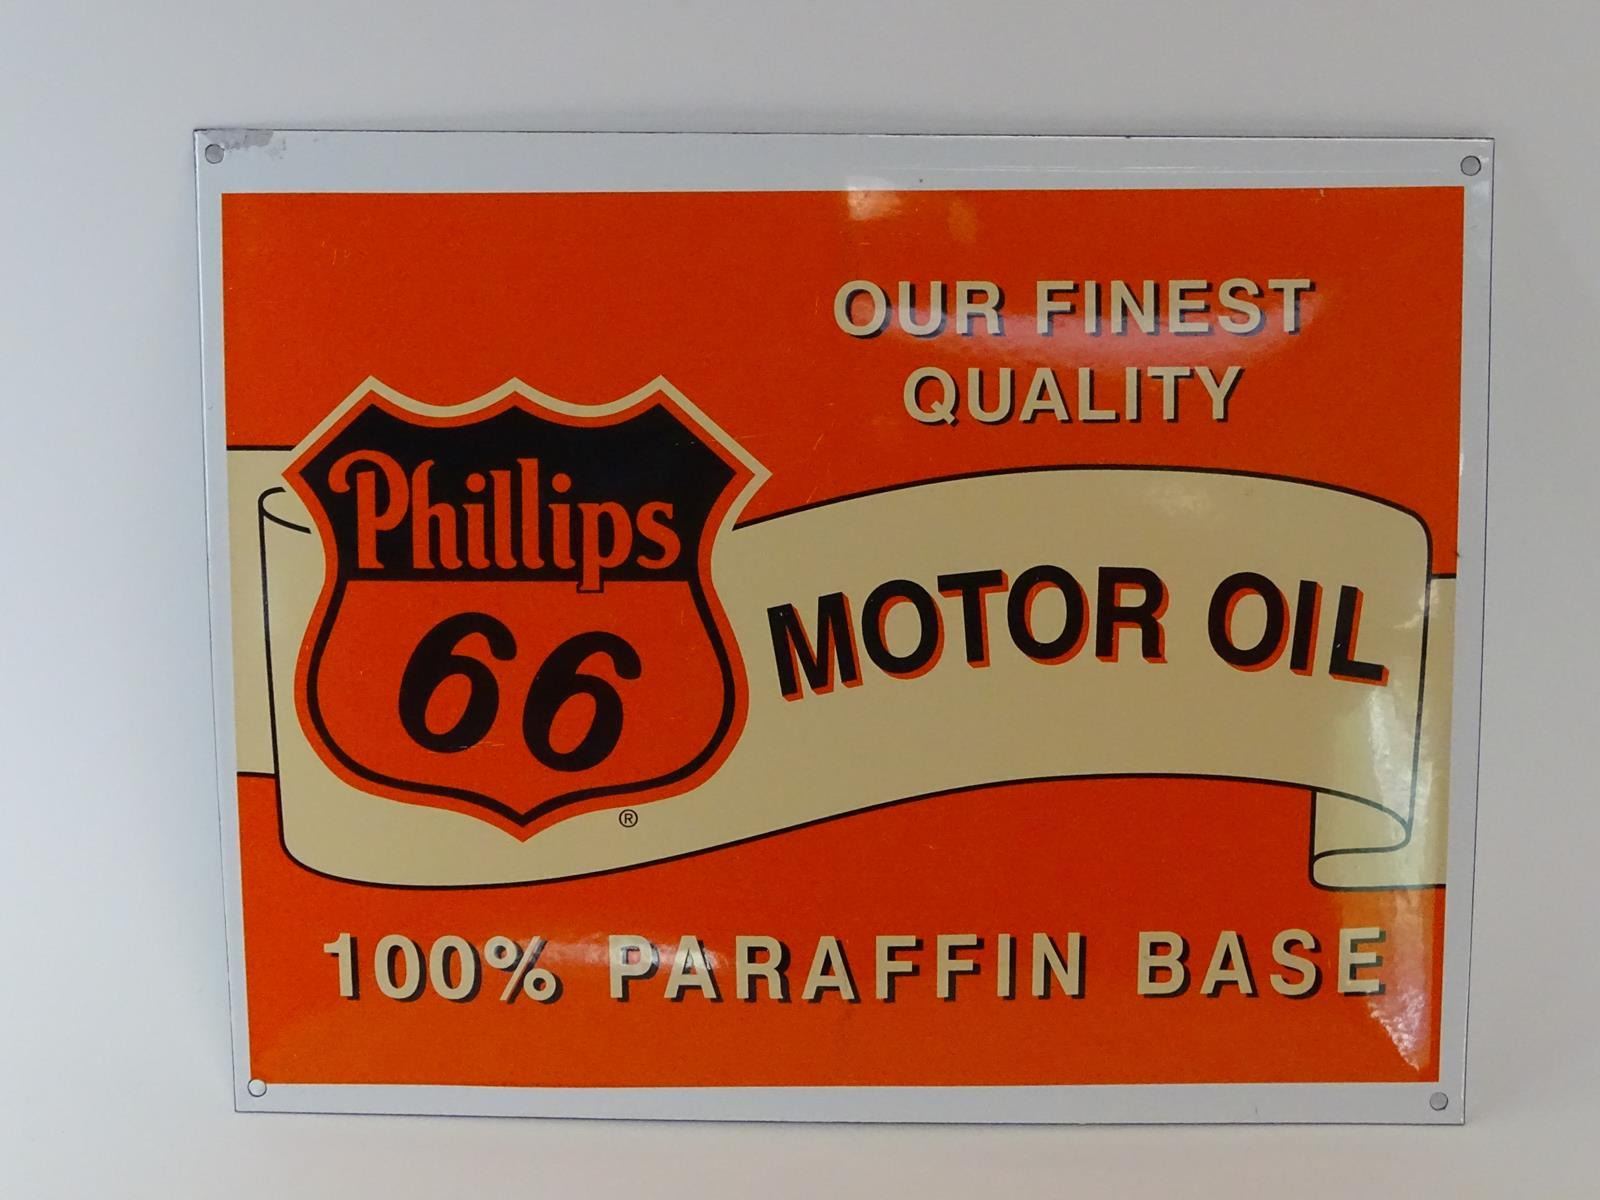 OUR FINEST
QUALITY
Phillips
66
®
MOTOR OIL
100% PARAFFIN BASE